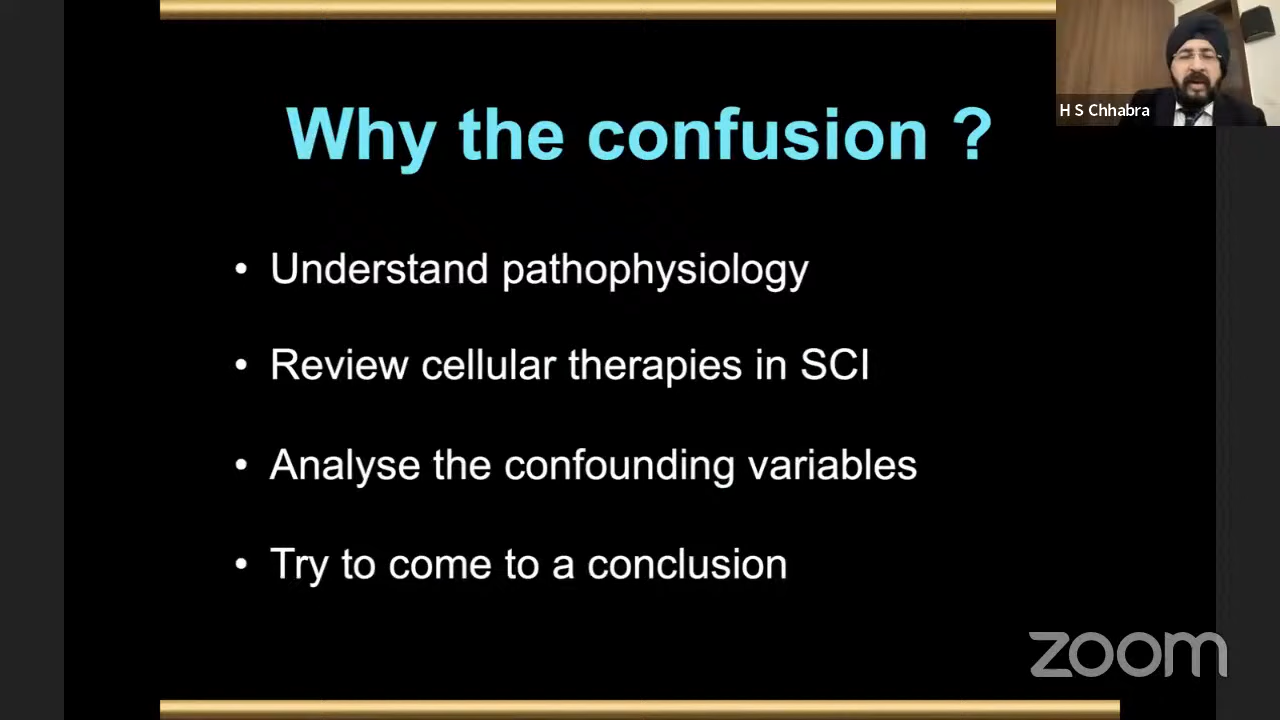 Why the confusion ?
H S Chhabra
• Understand pathophysiology
• Review cellular therapies in SCI
• Analyse the confounding variables
• Try to come to a conclusion
zoom